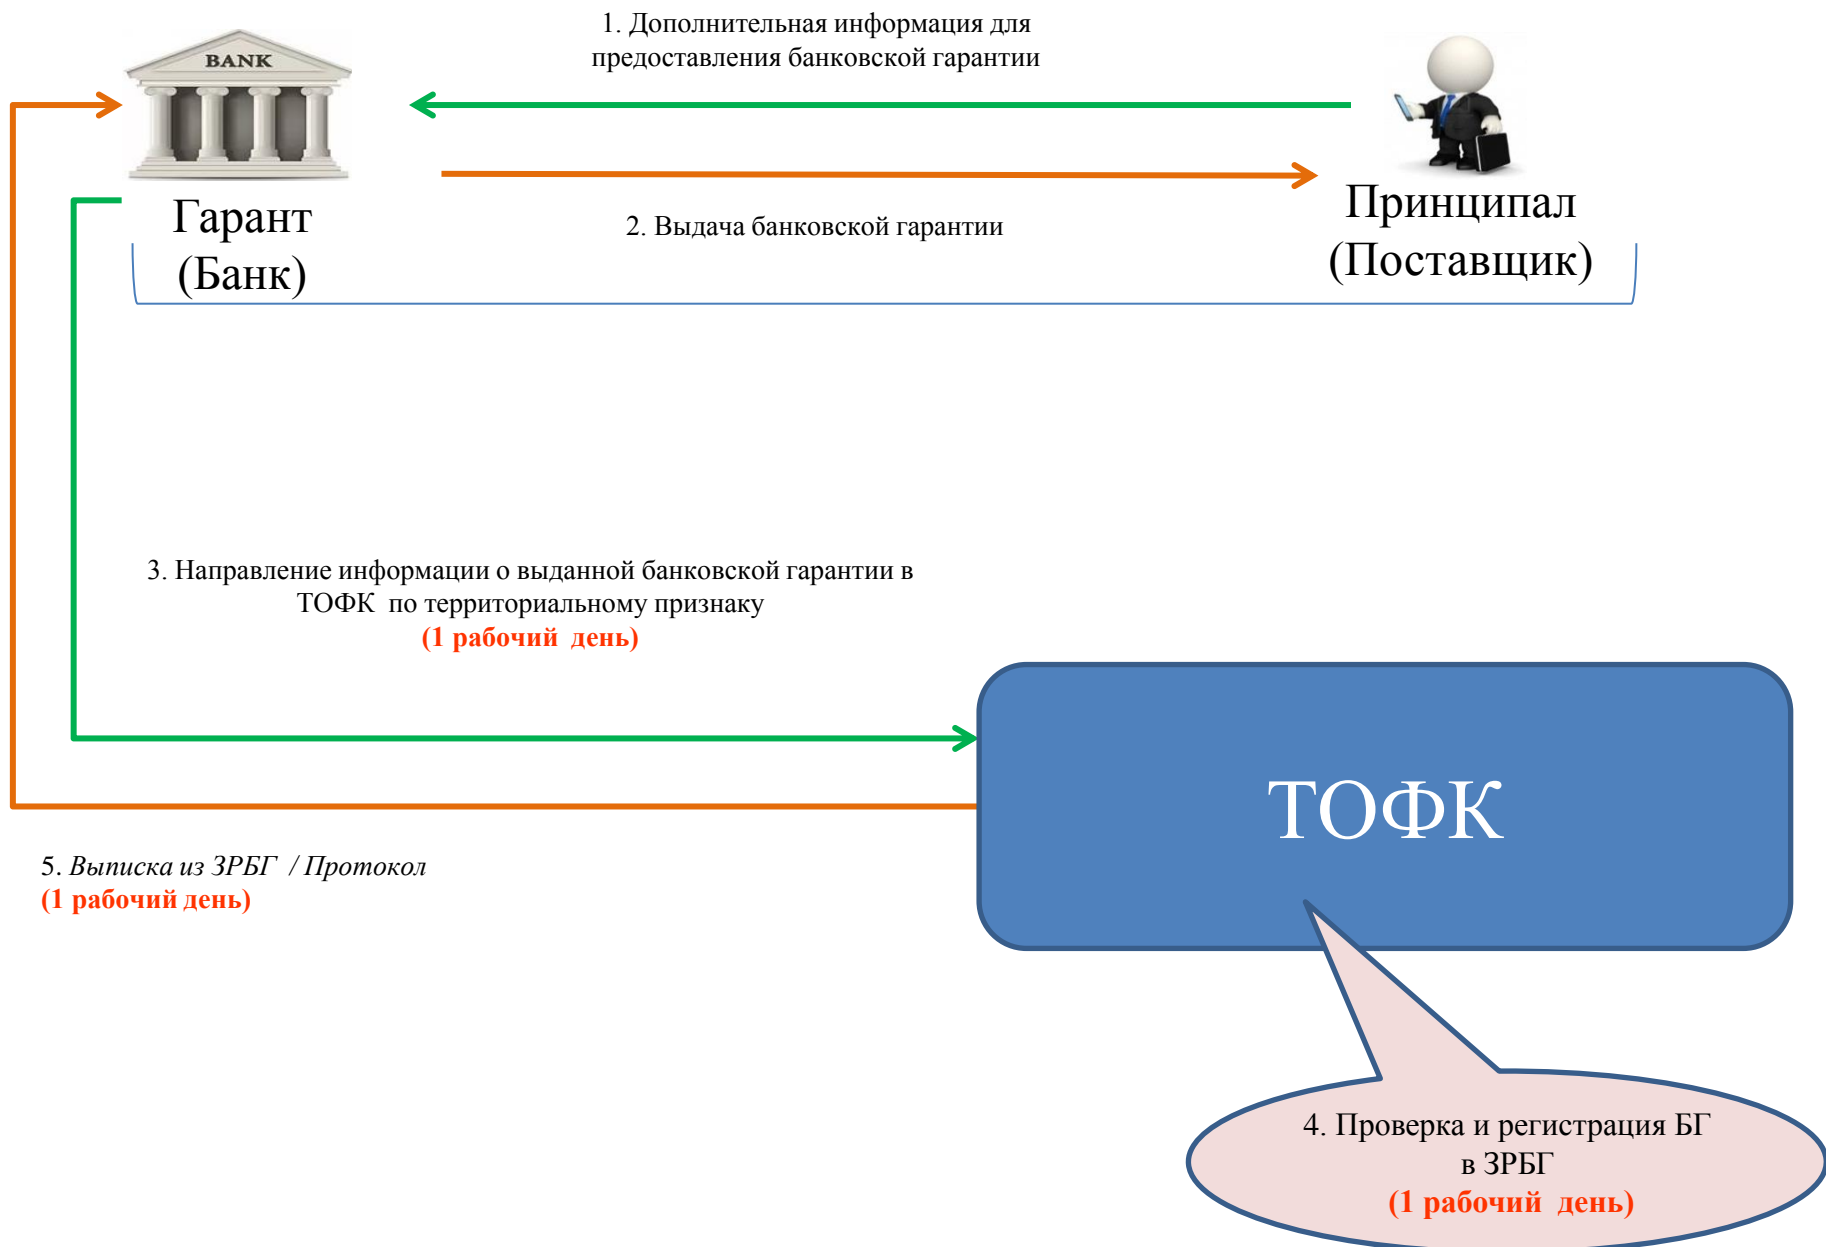 1. Дополнительная информация для
предоставления банковской гарантии
BANK
Гарант
(Банк)
2. Выдача банковской гарантии
Принципал
(Поставщик)
3. Направление информации о выданной банковской гарантии в
ТОФК по территориальному признаку
(1 рабочий день)
ТОФК
5. Выписка из ЗРБГ / Протокол
(1 рабочий день)
4. Проверка и регистрация БГ
в ЗРБГ
(1 рабочий день)